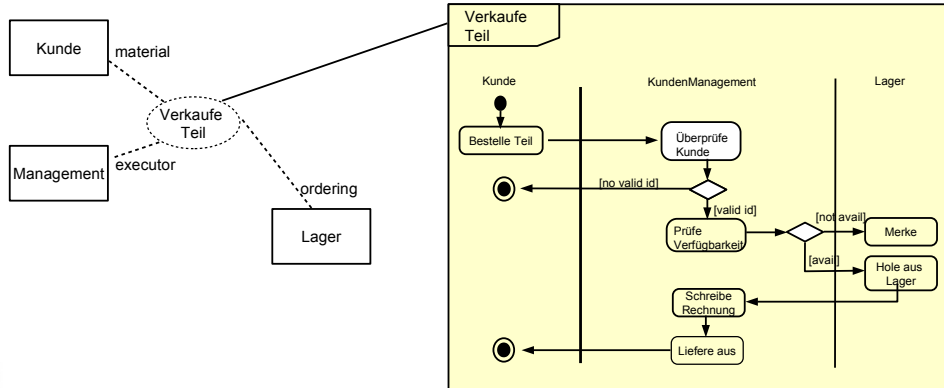 Kunde
material
Verkaufe
Teil
Management
executor
ordering
Lager
Verkaufe
Teil
Kunde
KundenManagement
Lager
Bestelle Teil
Überprüfe
Kunde
[no valid id]
[valid id]
Prüfe
Verfügbarkeit
[not avail]
Merke
[avail]
Hole aus
Lager
Schreibe
Rechnung
Liefere aus